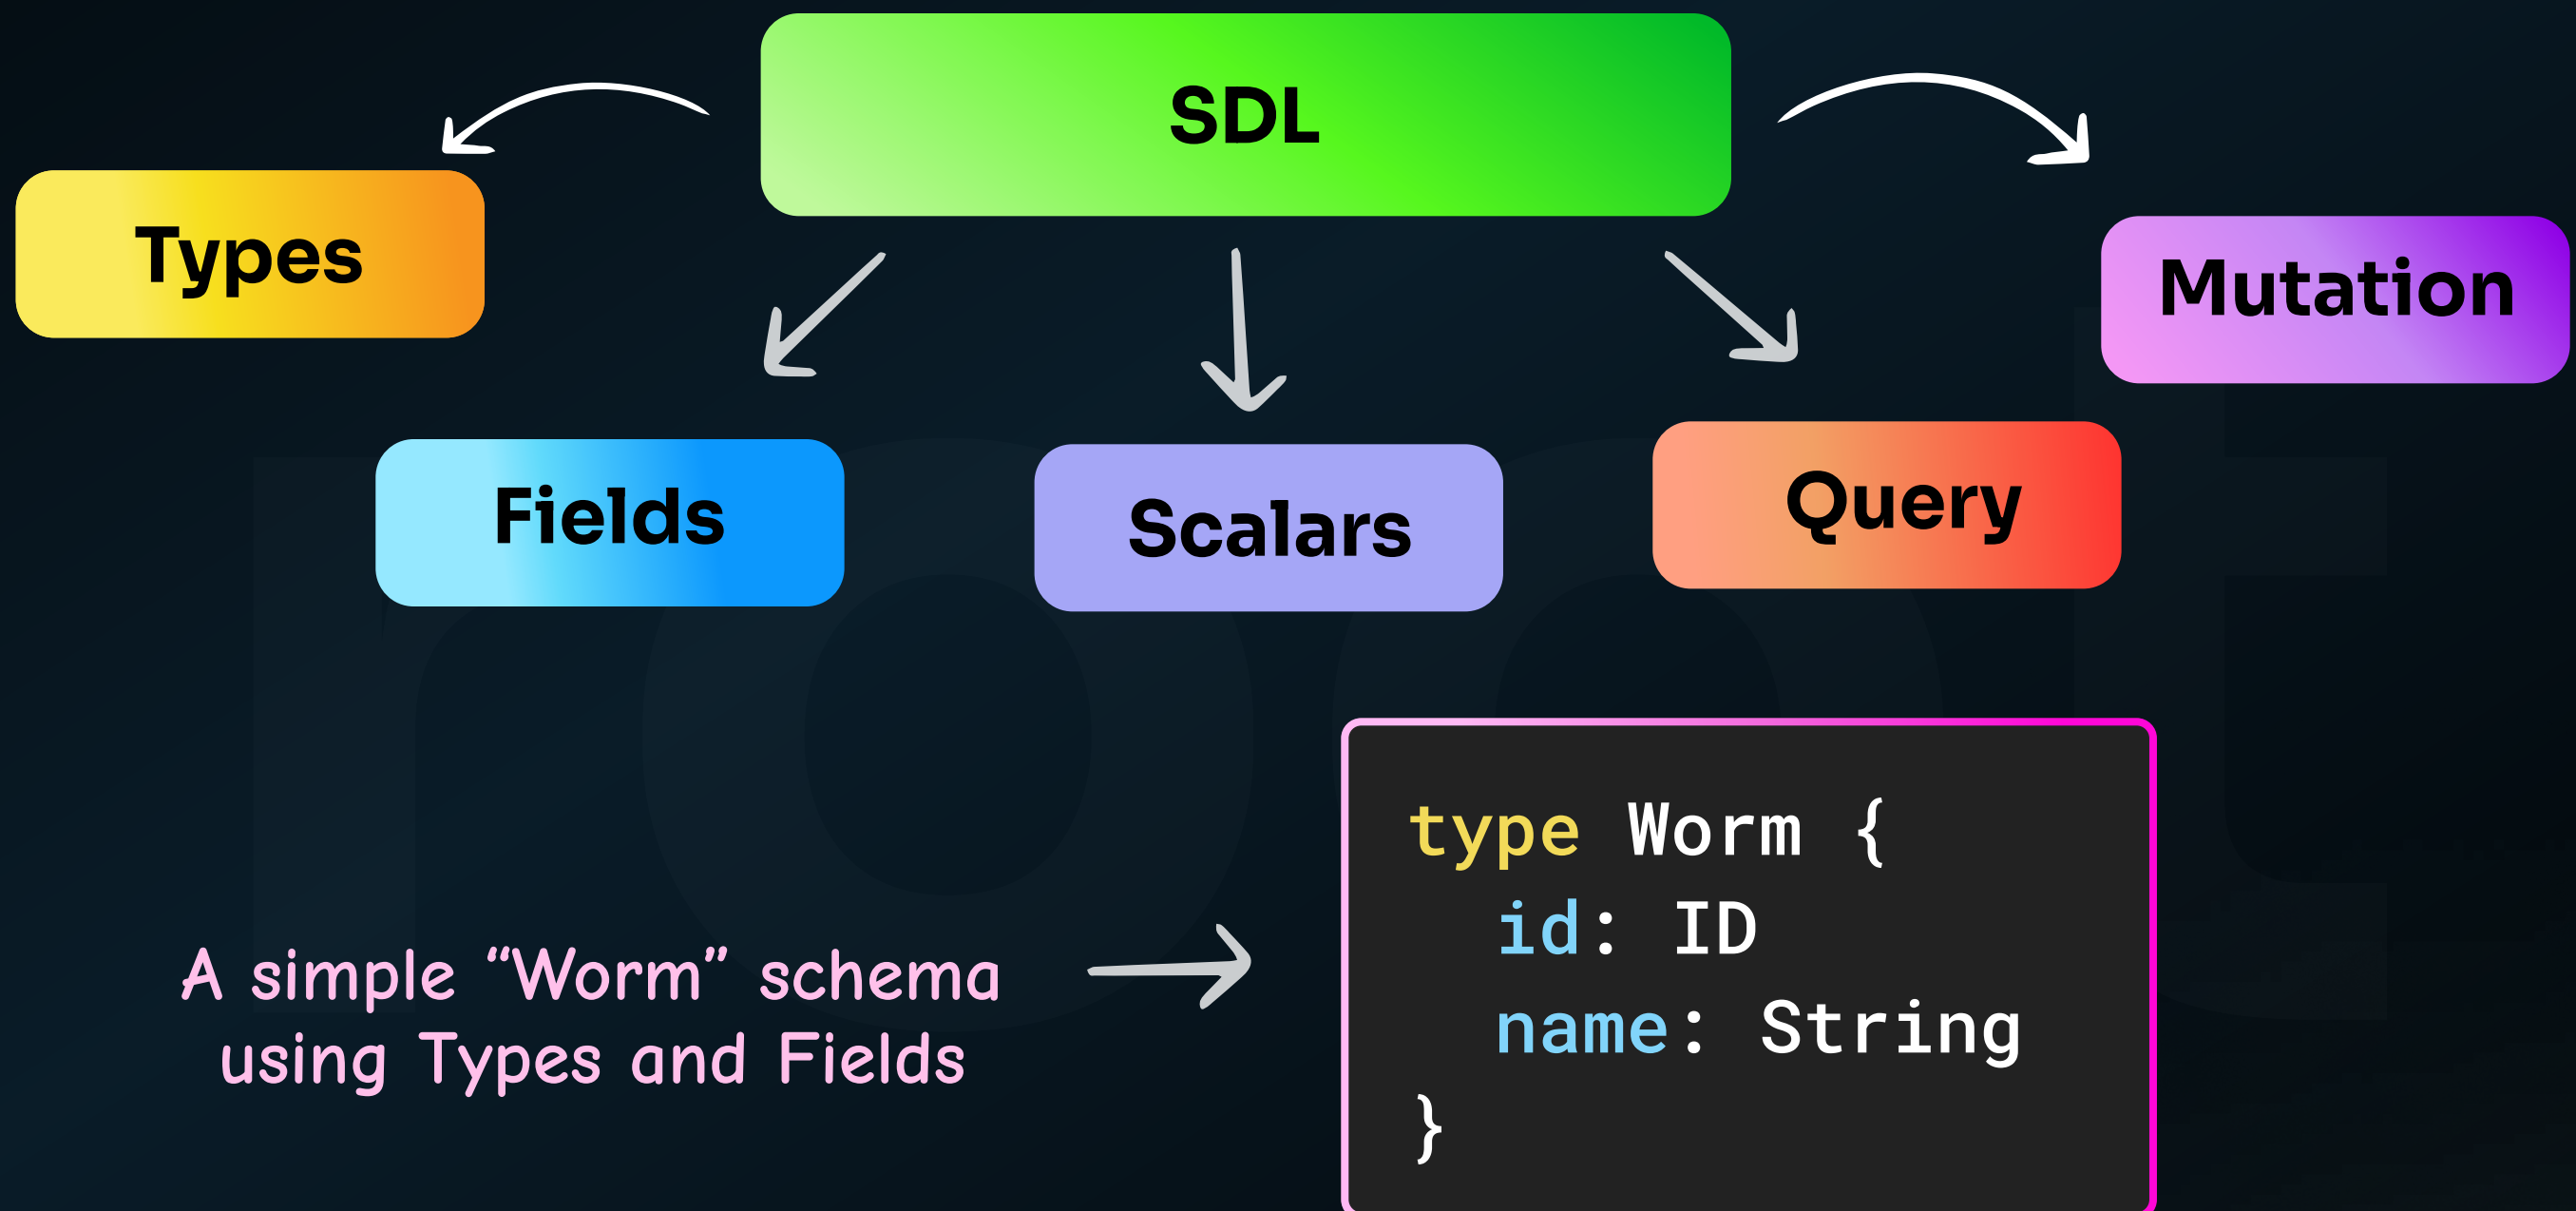 SDL
Types
Mutation
Fields
Scalars
Query
A simple “Worm” schema
using Types and Fields
type Worm {
  id: ID
  name: String
}
root